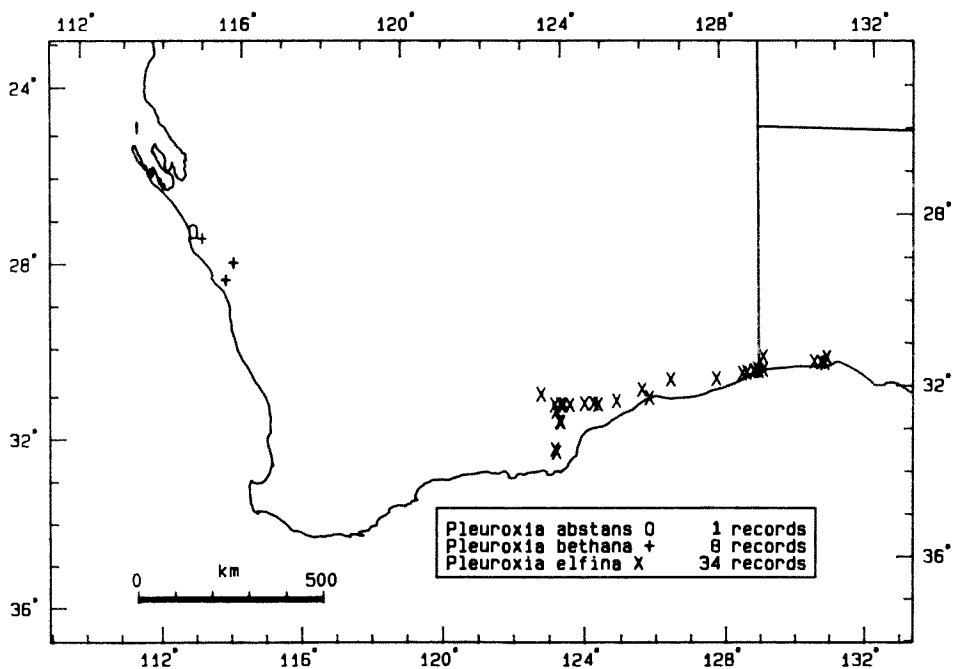 112° 116° 120° 124° 128° 132°
24°
28°
28°
32°
32°
Pleuroxia abstans O 1 records
Pleuroxia bethana + 8 records
Pleuroxia elfina X 34 records
36°
km
0 500
36°
112° 116° 120° 124° 128° 132°